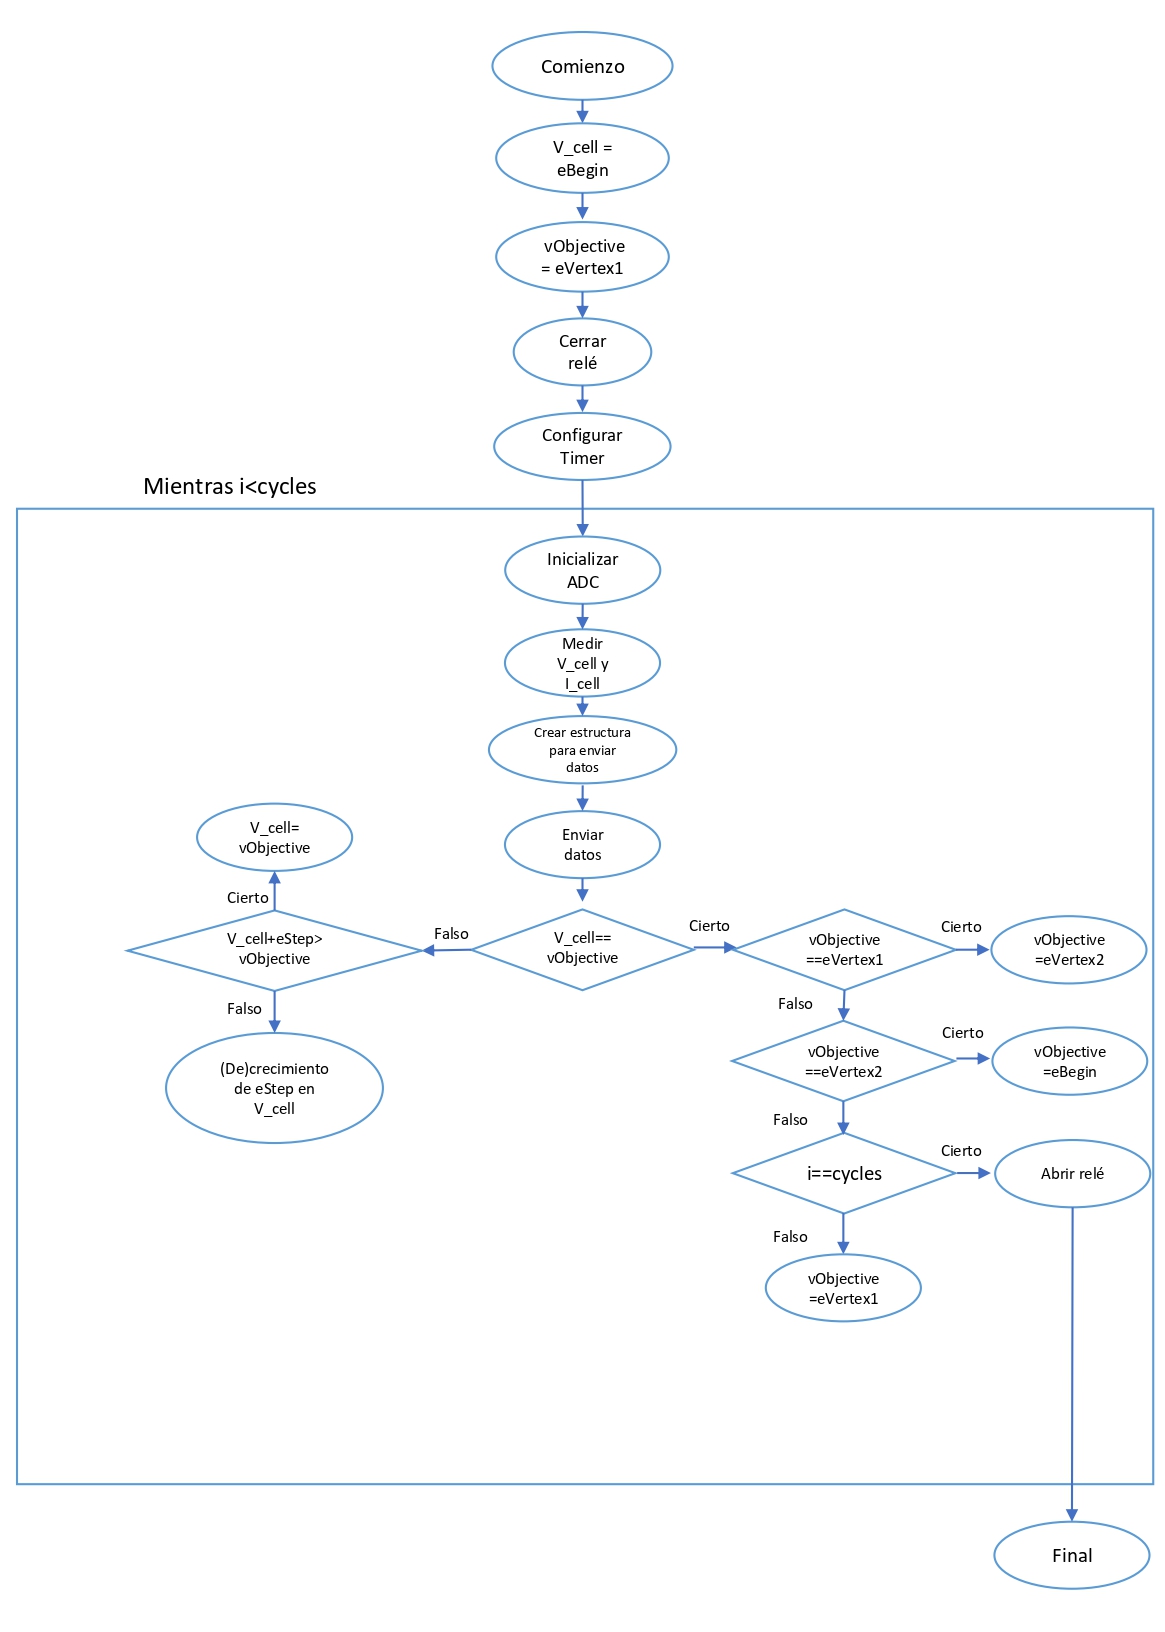 Comienzo
V_cell =
eBegin
vObjective
= eVertex1
Cerrar
relé
Configurar
Timer
Mientras i<cycles
Inicializar
ADC
Medir
V_cell y
I_cell
Crear estructura
para enviar
datos
Enviar
datos
V_cell=
vObjective
Cierto
V_cell+eStep>
vObjective
Falso
V_cell==
vObjective
Cierto
vObjective
==eVertex1
Cierto
vObjective
=eVertex2
Falso
(De)crecimiento
de eStep en
V_cell
Falso
vObjective
==eVertex2
Cierto
vObjective
=eBegin
Falso
i==cycles
Cierto
Abrir relé
Falso
vObjective
=eVertex1
Final